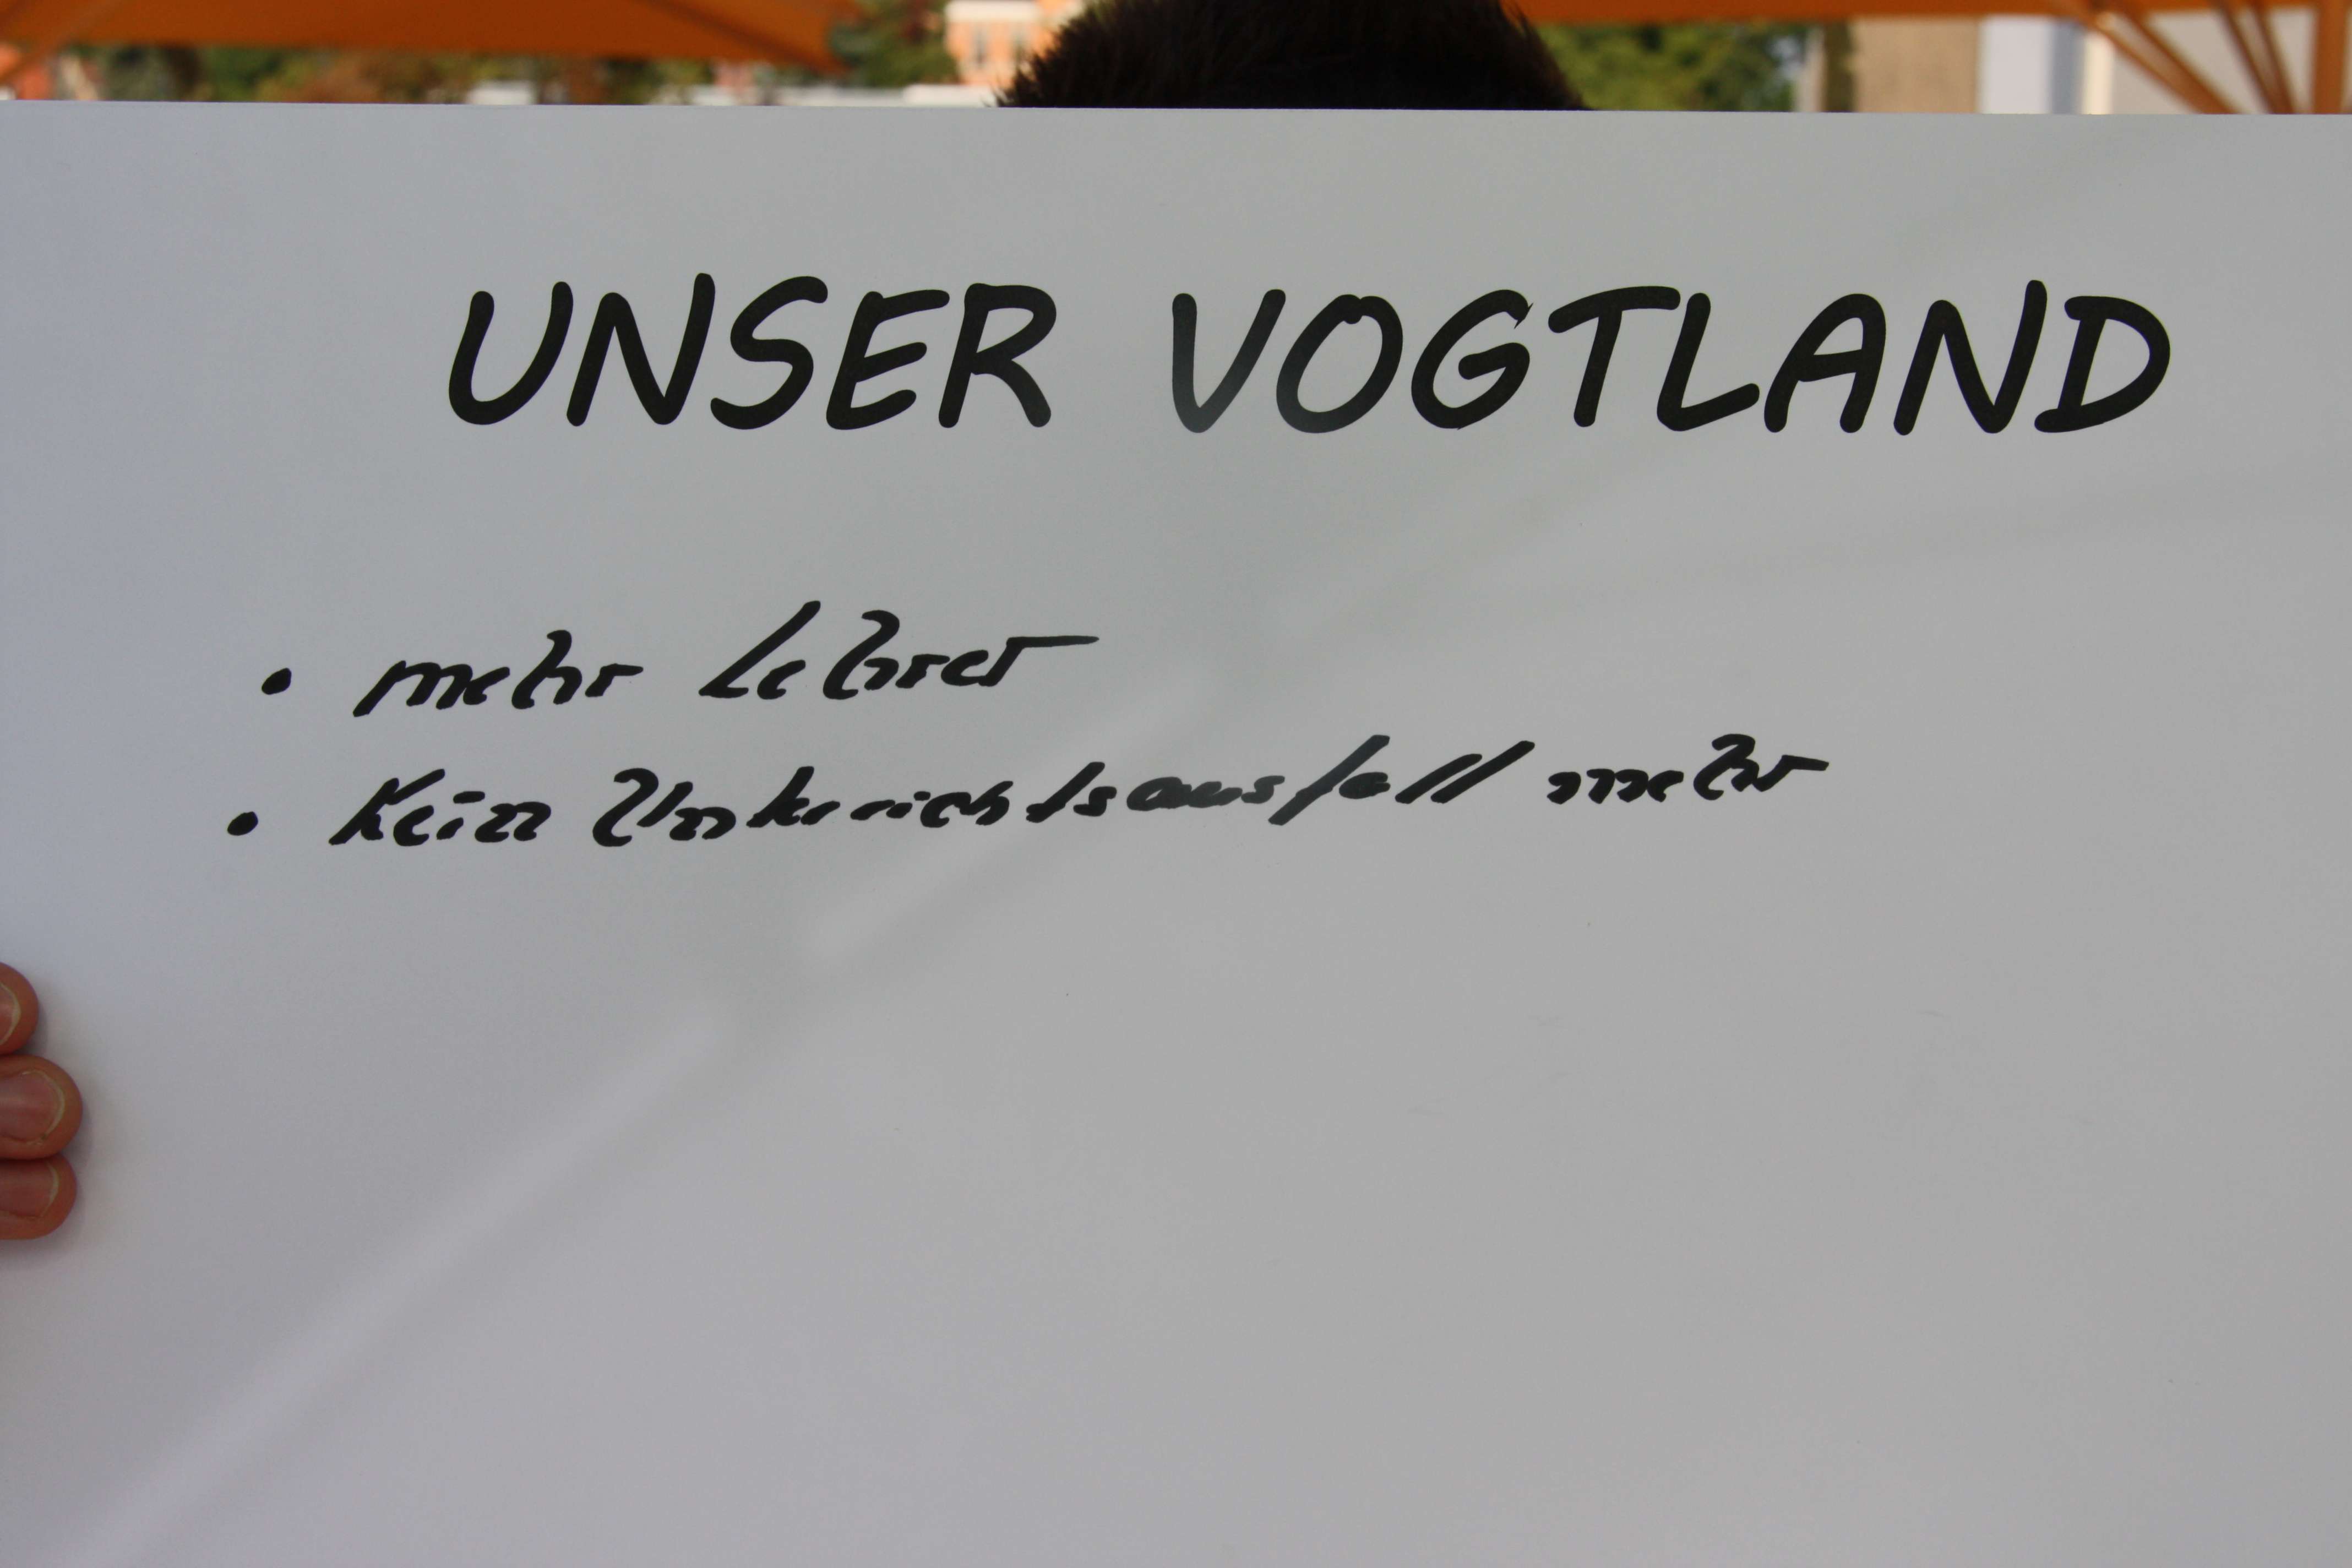 UNSER VOGTLAND
• mehr Lehrer
• Kein Unterrichtsausfall mehr